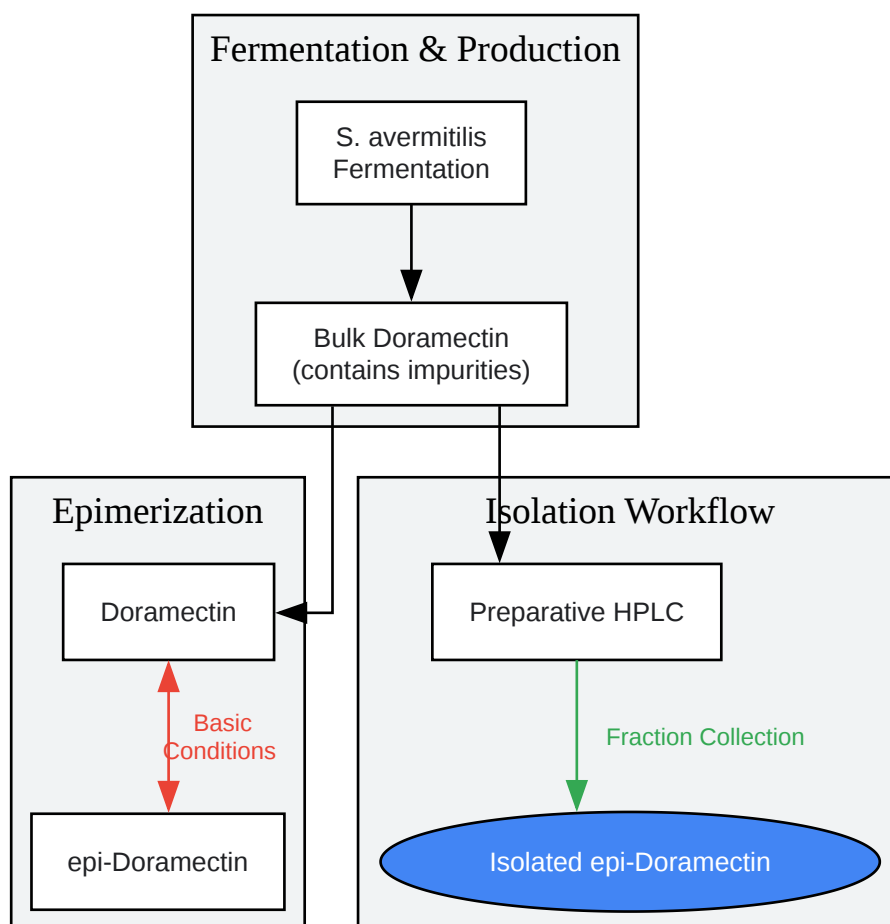 Fermentation & Production
S. avermitilis
Fermentation
Bulk Doramectin
(contains impurities)
Epimerization
Doramectin
Basic
Conditions
epi-Doramectin
Isolation Workflow
Preparative HPLC
Fraction Collection
Isolated epi-Doramectin